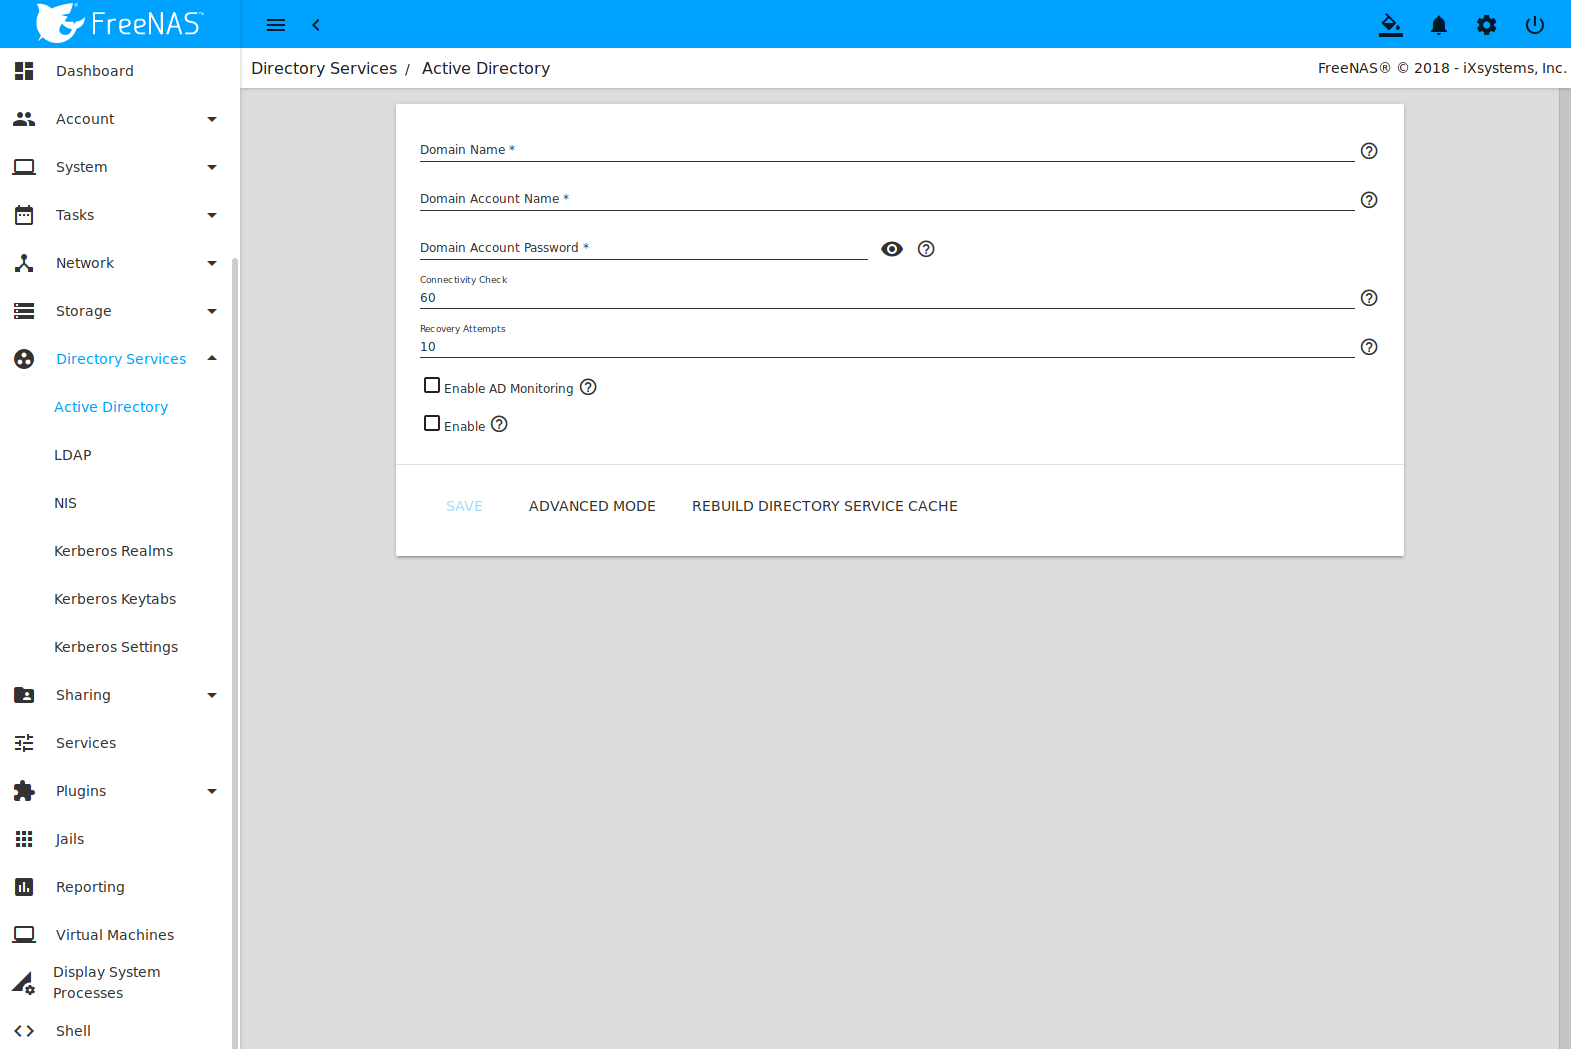 FreeNAS™
Directory Services / Active Directory
FreeNAS® © 2018 - iXsystems, Inc.
Dashboard
Account
System
Tasks
Network
Storage
Directory Services
Active Directory
LDAP
NIS
Kerberos Realms
Kerberos Keytabs
Kerberos Settings
Sharing
Services
Plugins
Jails
Reporting
Virtual Machines
Display System
Processes
Shell
Domain Name *
Domain Account Name *
Domain Account Password *
Connectivity Check
60
Recovery Attempts
10
Enable AD Monitoring
Enable
SAVE
ADVANCED MODE
REBUILD DIRECTORY SERVICE CACHE